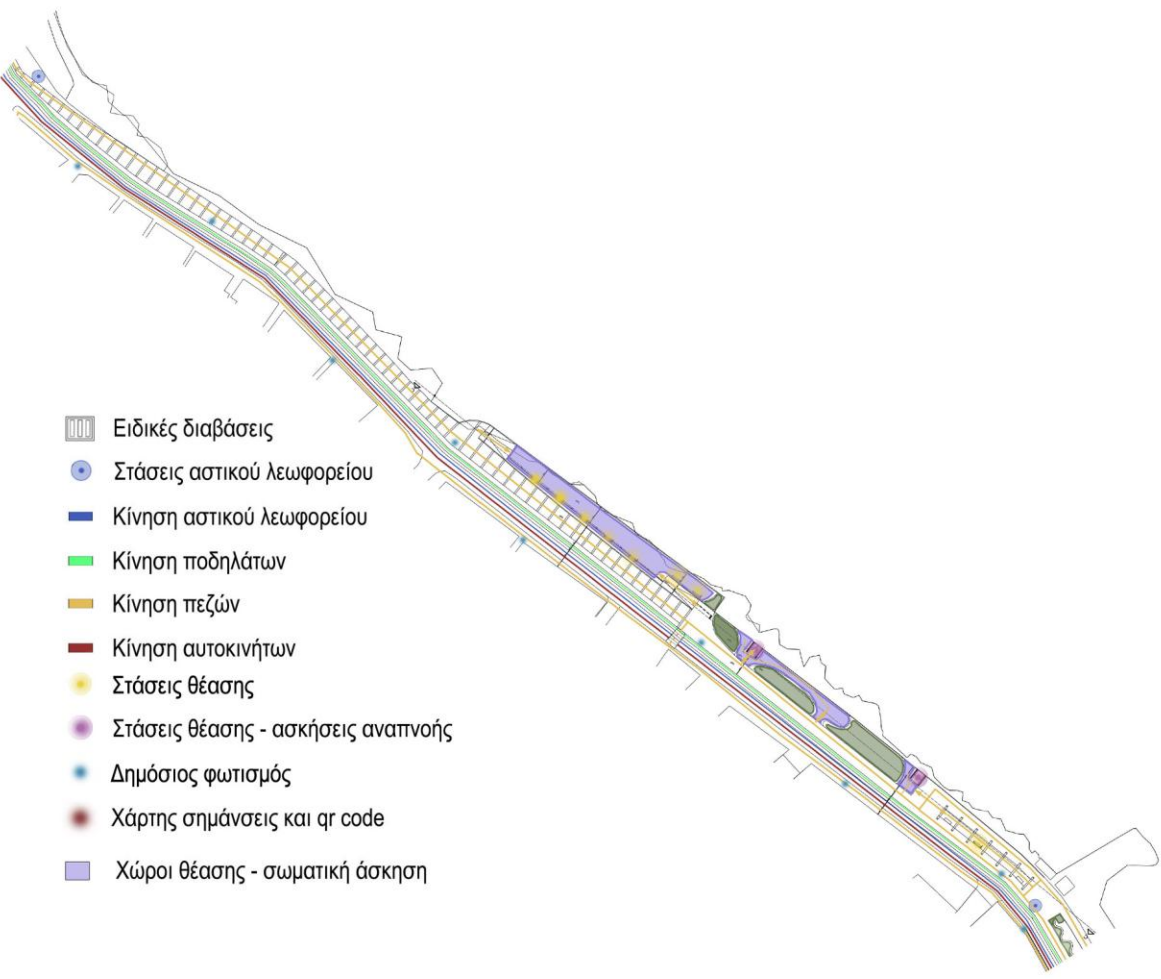 Ειδικές διαβάσεις
Στάσεις αστικού λεωφορείου
Κίνηση αστικού λεωφορείου
Κίνηση ποδηλάτων
Κίνηση πεζών
Κίνηση αυτοκινήτων
Στάσεις θέασης
Στάσεις θέασης - ασκήσεις αναπνοής
Δημόσιος φωτισμός
Χάρτης σημάνσεις και qr code
Χώροι θέασης - σωματική άσκηση